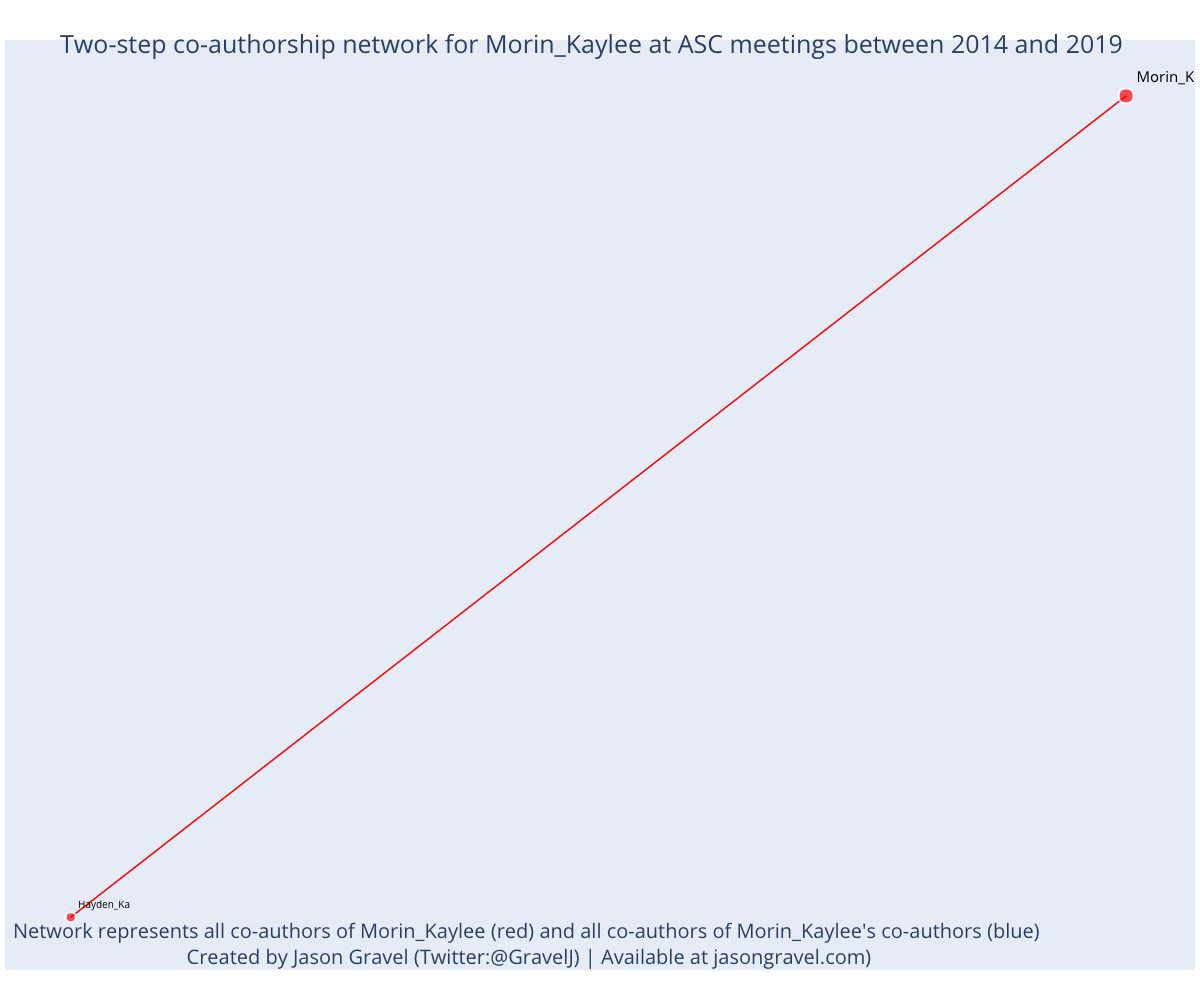 Two-step co-authorship network for Morin_Kaylee at ASC meetings between 2014 and 2019
Morin_K
Hayden_Ka
Network represents all co-authors of Morin_Kaylee (red) and all co-authors of Morin_Kaylee's co-authors (blue)
Created by Jason Gravel (Twitter:@GravelJ) | Available at jasongravel.com)